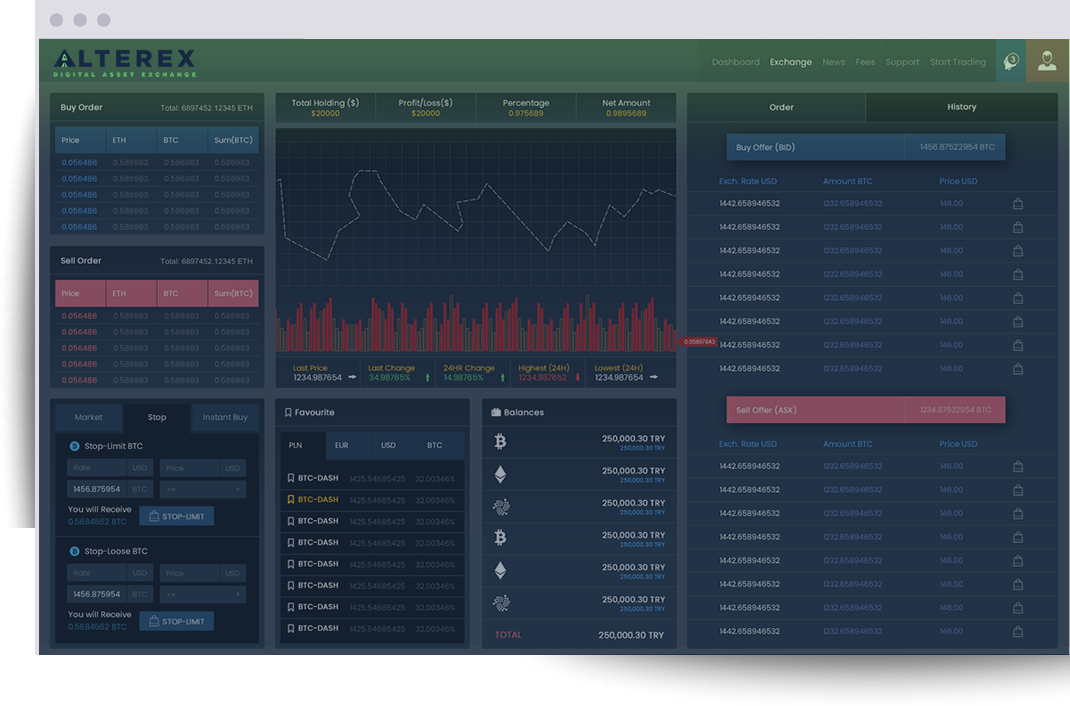 ALTEREX
DIGITAL ASSET EXCHANGE
Dashboard Exchange News Fees Support Start Trading 3
Buy Order Total: 6897452.12345 ETH
Price ETH BTC Sum(BTC)
0.056486 0.586983 0.586983 0.586983
0.056486 0.586983 0.586983 0.586983
0.056486 0.586983 0.586983 0.586983
0.056486 0.586983 0.586983 0.586983
0.056486 0.586983 0.586983 0.586983
Sell Order Total: 6897452.12345 ETH
Price ETH BTC Sum(BTC)
0.056486 0.586983 0.586983 0.586983
0.056486 0.586983 0.586983 0.586983
0.056486 0.586983 0.586983 0.586983
0.056486 0.586983 0.586983 0.586983
0.056486 0.586983 0.586983 0.586983
Total Holding ($) Profit/Loss($) Percentage Net Amount
$20000 $20000 0.975689 0.9895689
0.05897643
Last Price Last Change 24HR Change Highest (24H) Lowest (24H)
1234.987654 34.98765% 14.98765% 1234.987652 1234.987654
Order History
Buy Offer (BID) 1456.87522954 BTC
Exch. Rate USD Amount BTC Price USD
1442.658946532 1232.658946532 146.00
1442.658946532 1232.658946532 146.00
1442.658946532 1232.658946532 146.00
1442.658946532 1232.658946532 146.00
1442.658946532 1232.658946532 146.00
1442.658946532 1232.658946532 146.00
1442.658946532 1232.658946532 146.00
1442.658946532 1232.658946532 146.00
Sell Offer (ASK) 1234.87522954 BTC
Exch. Rate USD Amount BTC Price USD
1442.658946532 1232.658946532 146.00
1442.658946532 1232.658946532 146.00
1442.658946532 1232.658946532 146.00
1442.658946532 1232.658946532 146.00
1442.658946532 1232.658946532 146.00
1442.658946532 1232.658946532 146.00
1442.658946532 1232.658946532 146.00
1442.658946532 1232.658946532 146.00
Market Stop Instant Buy
Stop-Limit BTC
Rate USD Price USD
1456.875954 BTC
You will Receive
0.5684562 BTC
STOP-LIMIT
Stop-Loose BTC
Rate USD Price USD
1456.875954 BTC
You will Receive
0.5684562 BTC
STOP-LIMIT
Favourite
PLN EUR USD BTC
BTC-DASH 1425.54685425 32.00346%
BTC-DASH 1425.54685425 32.00346%
BTC-DASH 1425.54685425 32.00346%
BTC-DASH 1425.54685425 32.00346%
BTC-DASH 1425.54685425 32.00346%
BTC-DASH 1425.54685425 32.00346%
BTC-DASH 1425.54685425 32.00346%
BTC-DASH 1425.54685425 32.00346%
Balances
250,000.30 TRY
250,000.30 TRY
250,000.30 TRY
250,000.30 TRY
250,000.30 TRY
250,000.30 TRY
250,000.30 TRY
250,000.30 TRY
250,000.30 TRY
250,000.30 TRY
250,000.30 TRY
250,000.30 TRY
TOTAL 250,000.30 TRY